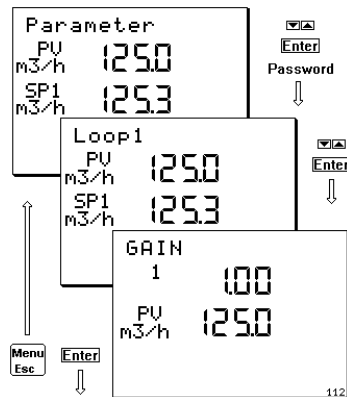 Parameter
PV
m3/h 125.0
SP1
m3/h 125.3
Enter
Password
Loop1
PV
m3/h 125.0
SP1
m3/h 125.3
Enter
GAIN
1 1.00
PV
m3/h 125.0
Menu
Esc
Enter
112